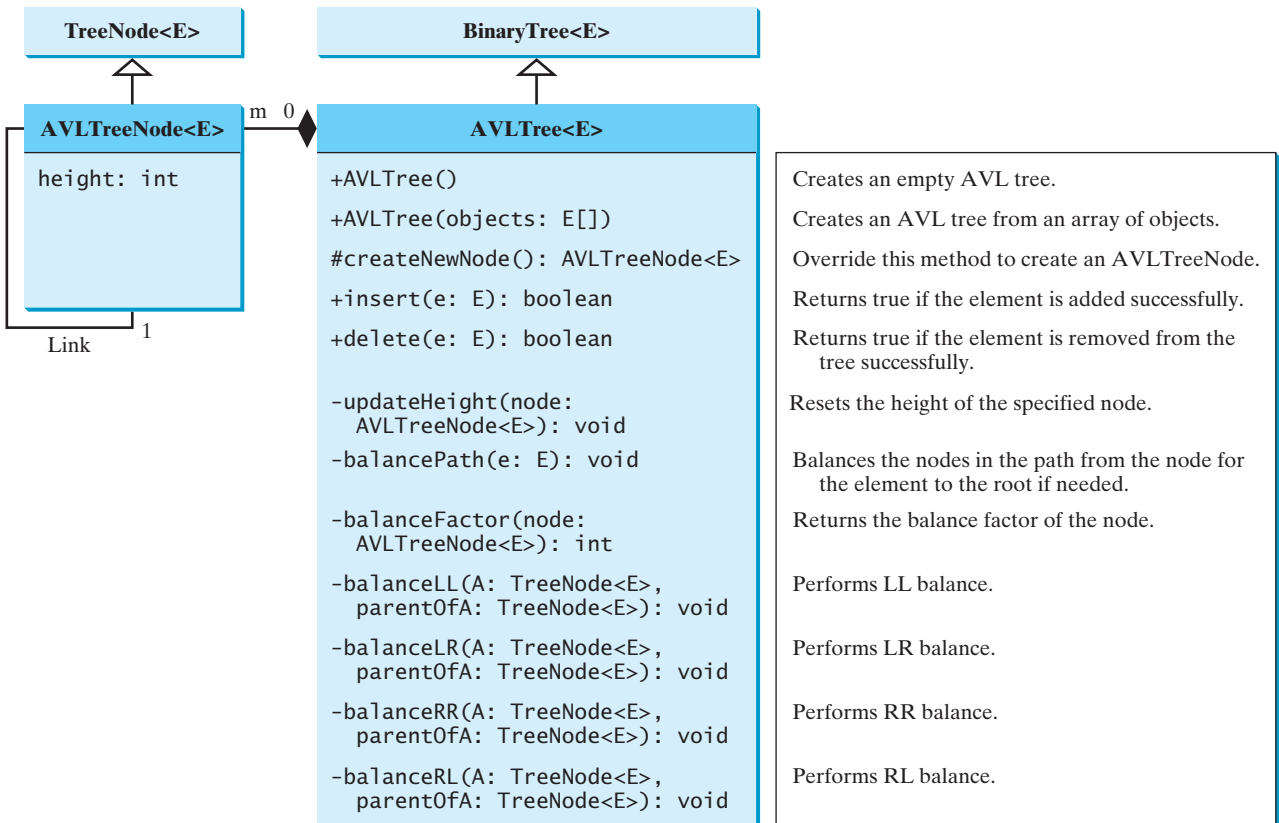 TreeNode<E>
BinaryTree<E>
AVLTreeNode<E>
m 0
AVLTree<E>
height: int
Link
1
+AVLTree()
Creates an empty AVL tree.
+AVLTree(objects: E[])
Creates an AVL tree from an array of objects.
#createNewNode(): AVLTreeNode<E>
Override this method to create an AVLTreeNode.
+insert(e: E): boolean
Returns true if the element is added successfully.
+delete(e: E): boolean
Returns true if the element is removed from the
tree successfully.
-updateHeight(node:
AVLTreeNode<E>): void
Resets the height of the specified node.
-balancePath(e: E): void
Balances the nodes in the path from the node for
the element to the root if needed.
-balanceFactor(node:
AVLTreeNode<E>): int
Returns the balance factor of the node.
-balanceLL(A: TreeNode<E>,
parentOfA: TreeNode<E>): void
Performs LL balance.
-balanceLR(A: TreeNode<E>,
parentOfA: TreeNode<E>): void
Performs LR balance.
-balanceRR(A: TreeNode<E>,
parentOfA: TreeNode<E>): void
Performs RR balance.
-balanceRL(A: TreeNode<E>,
parentOfA: TreeNode<E>): void
Performs RL balance.